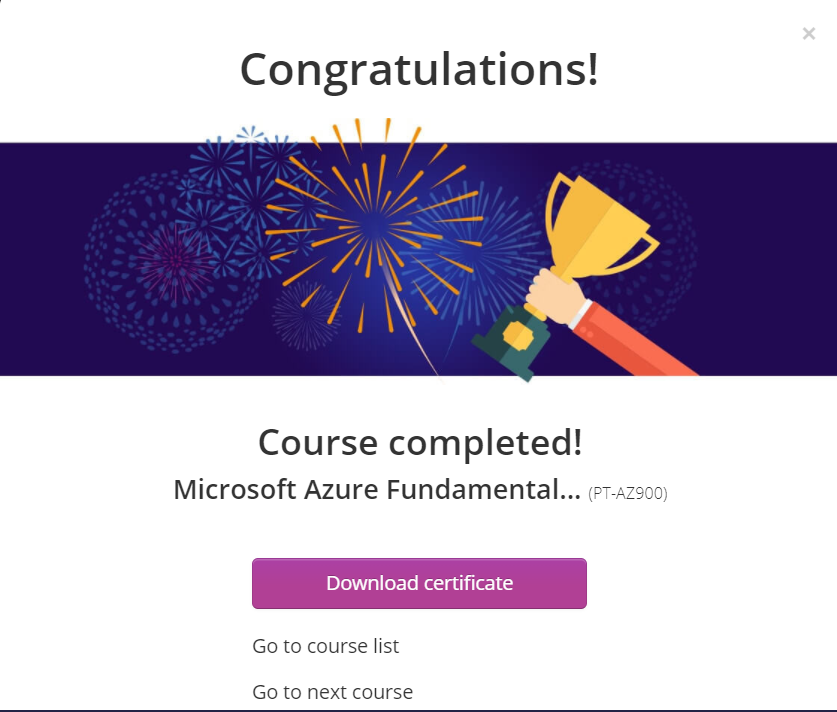 ×
Congratulations!
Course completed!
Microsoft Azure Fundamental... (PT-AZ900)
Download certificate
Go to course list
Go to next course